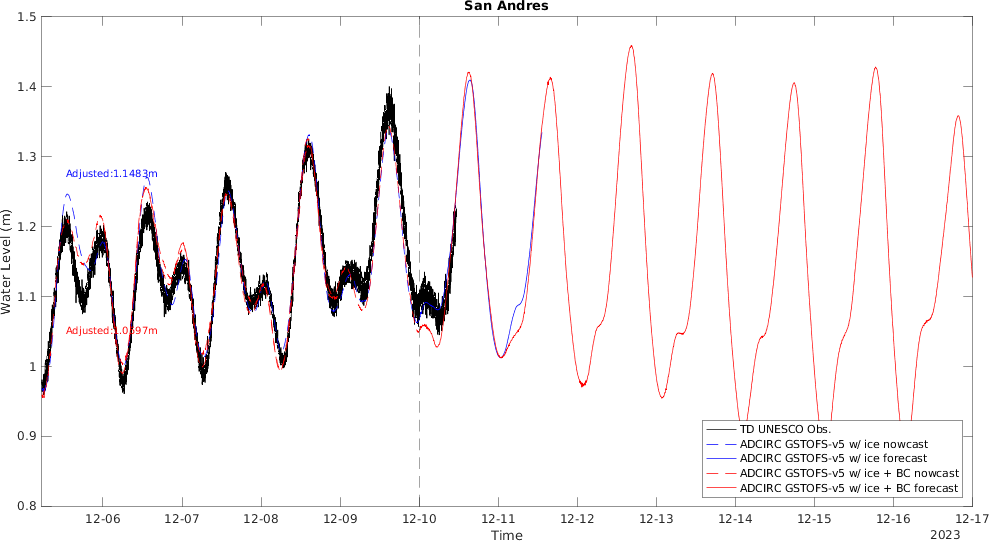 San Andres
1.5
1.4
1.3
1.2
1.1
1
0.9
0.8
Water Level (m)
Adjusted:1.1483m
Adjusted:1.0697m
TD UNESCO Obs.
ADCIRC GSTOFS-v5 w/ ice nowcast
ADCIRC GSTOFS-v5 w/ ice forecast
ADCIRC GSTOFS-v5 w/ ice + BC nowcast
ADCIRC GSTOFS-v5 w/ ice + BC forecast
12-06 12-07 12-08 12-09 12-10 12-11 12-12 12-13 12-14 12-15 12-16 12-17
Time
2023